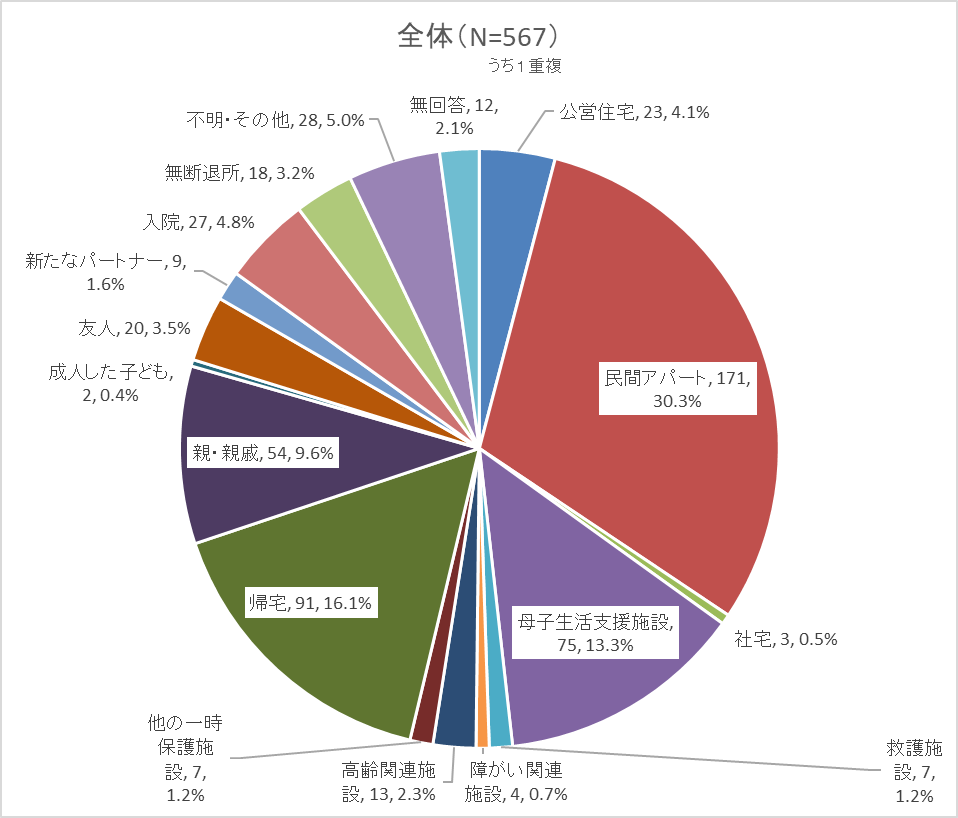 全体（N=567）
うち１重複
公営住宅, 23, 4.1%
民間アパート, 171,
30.3%
社宅, 3, 0.5%
母子生活支援施設,
75, 13.3%
救護施
設, 7,
1.2%
障がい関連
施設, 4, 0.7%
高齢関連施
設, 13, 2.3%
他の一時
保護施
設, 7,
1.2%
帰宅, 91, 16.1%
親・親戚, 54, 9.6%
成人した子ども,
2, 0.4%
友人, 20, 3.5%
新たなパートナー, 9,
1.6%
入院, 27, 4.8%
無断退所, 18, 3.2%
不明・その他, 28, 5.0%
無回答, 12,
2.1%